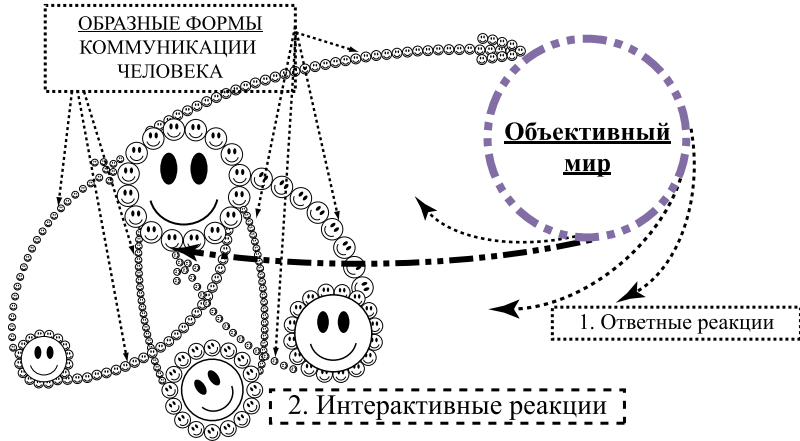 ОБРАЗНЫЕ ФОРМЫ
КОММУНИКАЦИИ
ЧЕЛОВЕКА
Объективный
мир
1. Ответные реакции
2. Интерактивные реакции